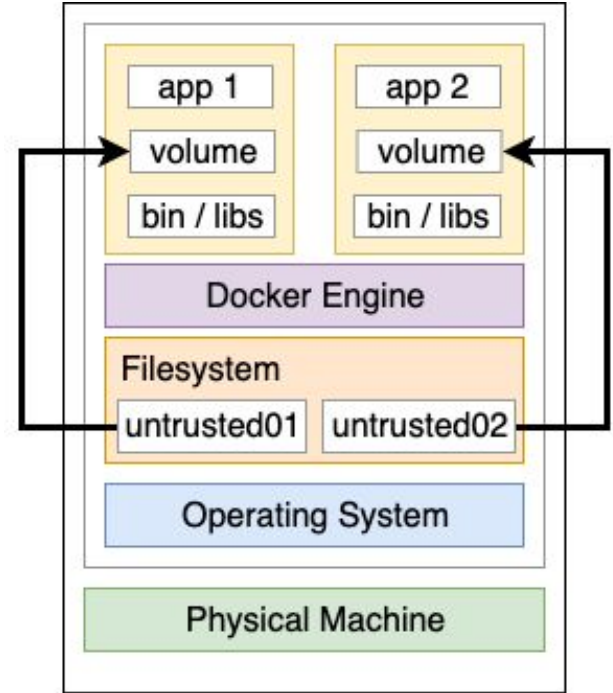 app 1
app 2
volume
volume
bin / libs
bin / libs
Docker Engine
Filesystem
untrusted01
untrusted02
Operating System
Physical Machine